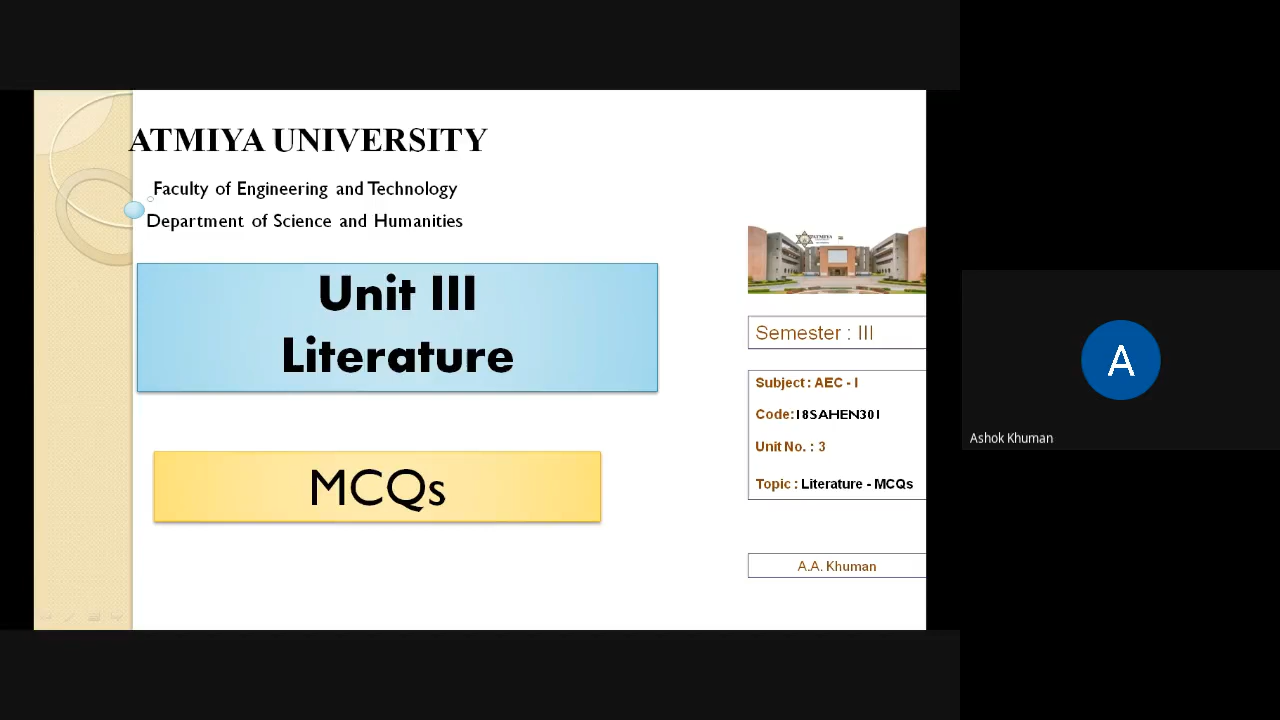 ATMIYA UNIVERSITY
Faculty of Engineering and Technology
Department of Science and Humanities
Unit III
Literature
MCQs
ATMIYA
Semester : III
Subject : AEC - I
Code:18SAHEN301
Unit No. : 3
Topic : Literature - MCQs
A.A. Khuman
A
Ashok Khuman